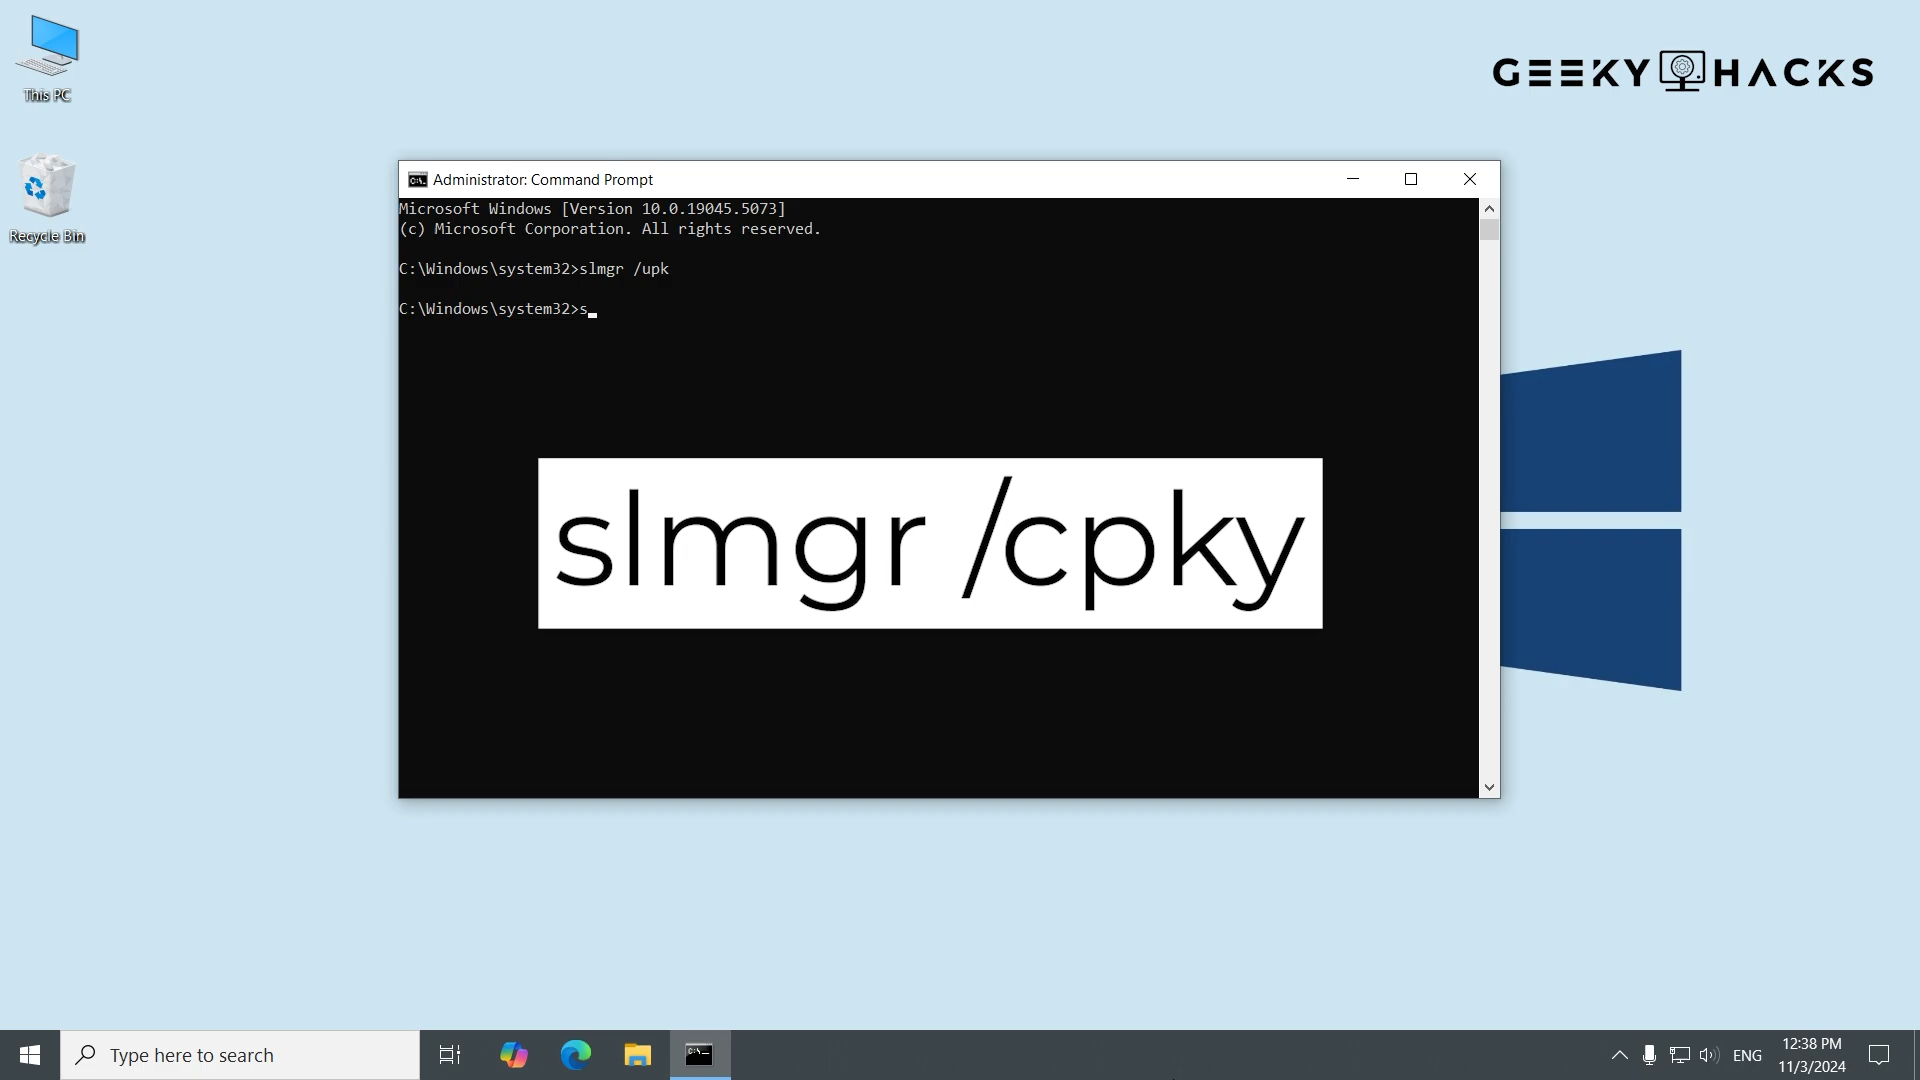 This PC
GEEKY HACKS
Recycle Bin
Administrator: Command Prompt
Microsoft Windows [Version 10.0.19045.5073]
(c) Microsoft Corporation. All rights reserved.
C:\Windows\system32>slmgr /upk
C:\Windows\system32>s
slmgr /cpky
Type here to search
ENG
12:38 PM
11/3/2024